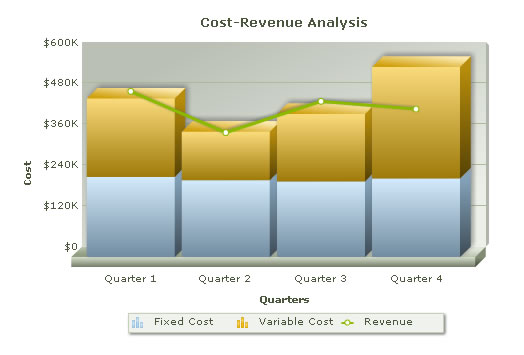 Cost-Revenue Analysis
$600K
$480K
$360K
$240K
$120K
$0
Cost
Quarter 1 Quarter 2 Quarter 3 Quarter 4
Quarters
Fixed Cost Variable Cost Revenue